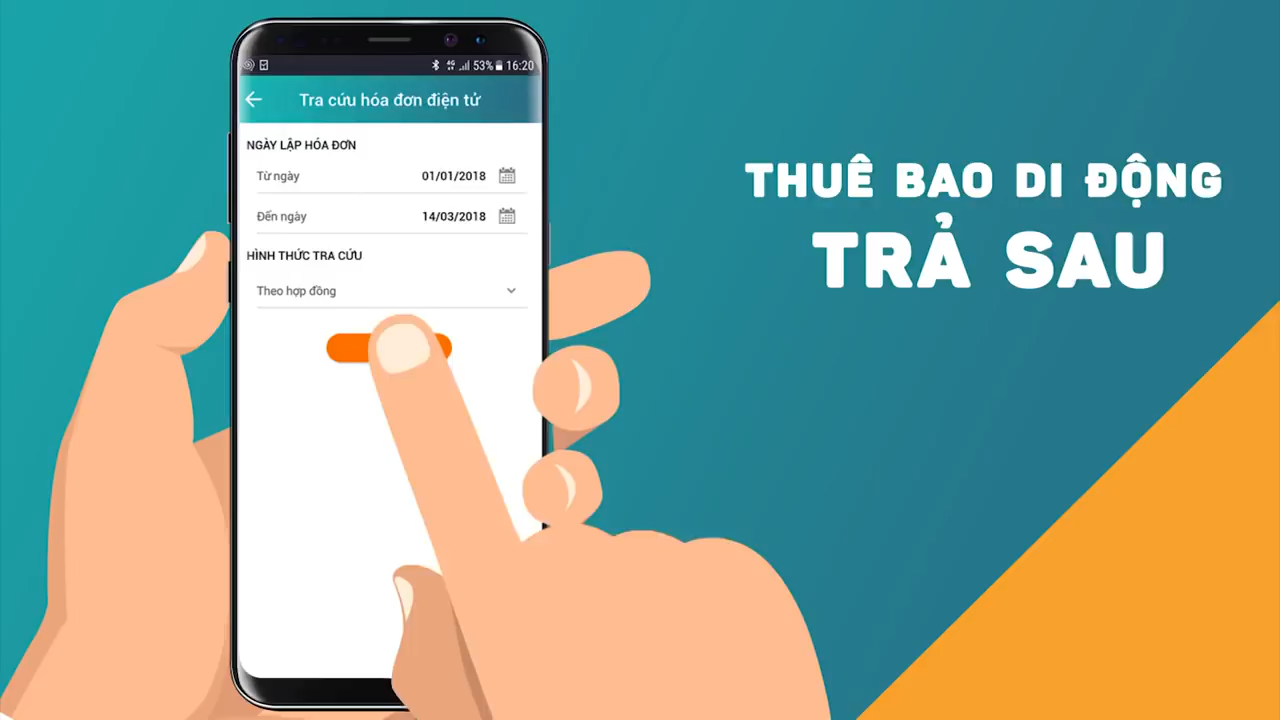 53% 16:20
Tra cứu hóa đơn điện tử
NGÀY LẬP HÓA ĐƠN
Từ ngày 01/01/2018
Đến ngày 14/03/2018
HÌNH THỨC TRA CỨU
Theo hợp đồng
THUÊ BAO DI ĐỘNG
TRẢ SAU